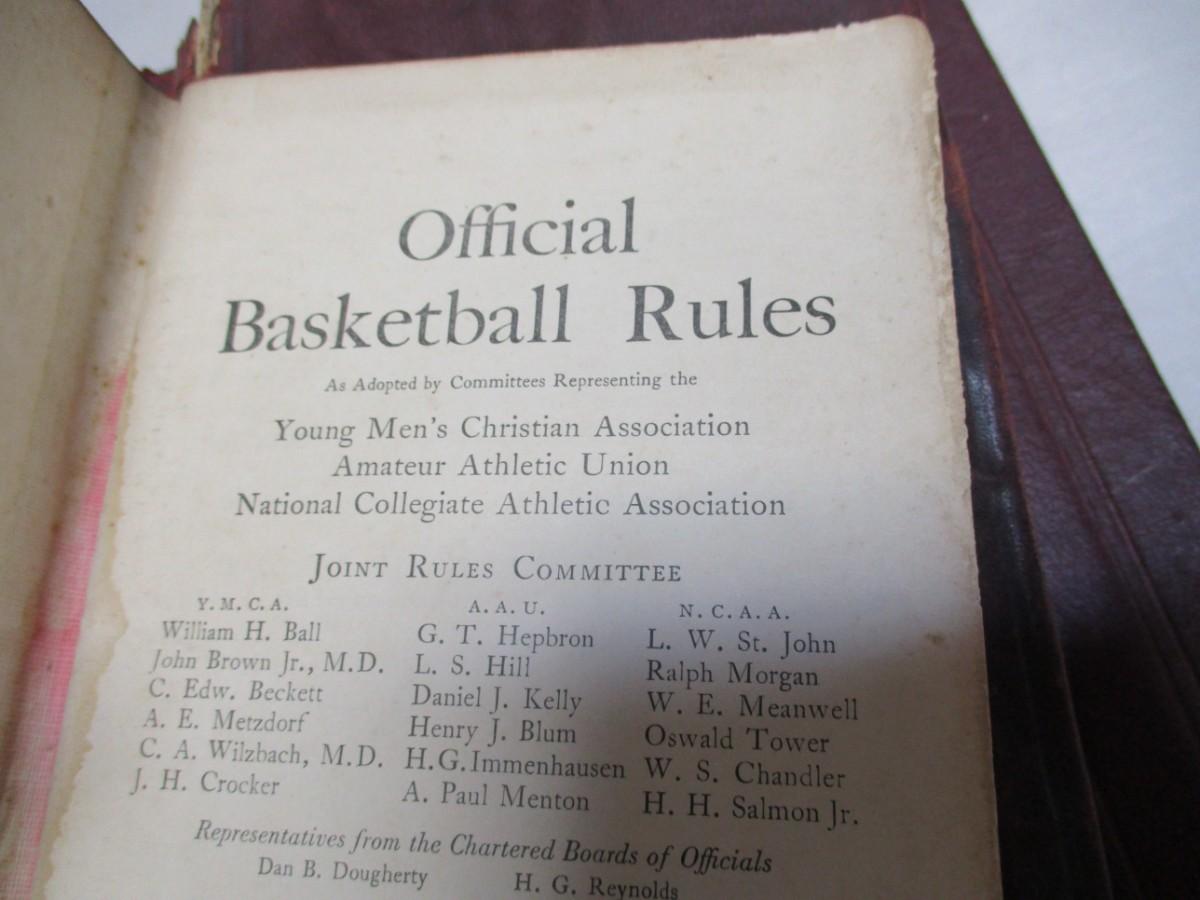 Official
Basketball Rules
As Adopted by Committees Representing the
Young Men's Christian Association
Amateur Athletic Union
National Collegiate Athletic Association
Joint Rules Committee
Y. M. C. A. A. A. U. N. C. A. A.
William H. Ball G. T. Hepbron L. W. St. John
John Brown Jr., M.D. L. S. Hill Ralph Morgan
C. Edw. Beckett Daniel J. Kelly W. E. Meanwell
A. E. Metzdorf Henry J. Blum Oswald Tower
C. A. Wilzbach, M.D. H.G.Immenhausen W. S. Chandler
J. H. Crocker A. Paul Menton H. H. Salmon Jr.
Representatives from the Chartered Boards of Officials
Dan B. Dougherty H. G. Reynolds